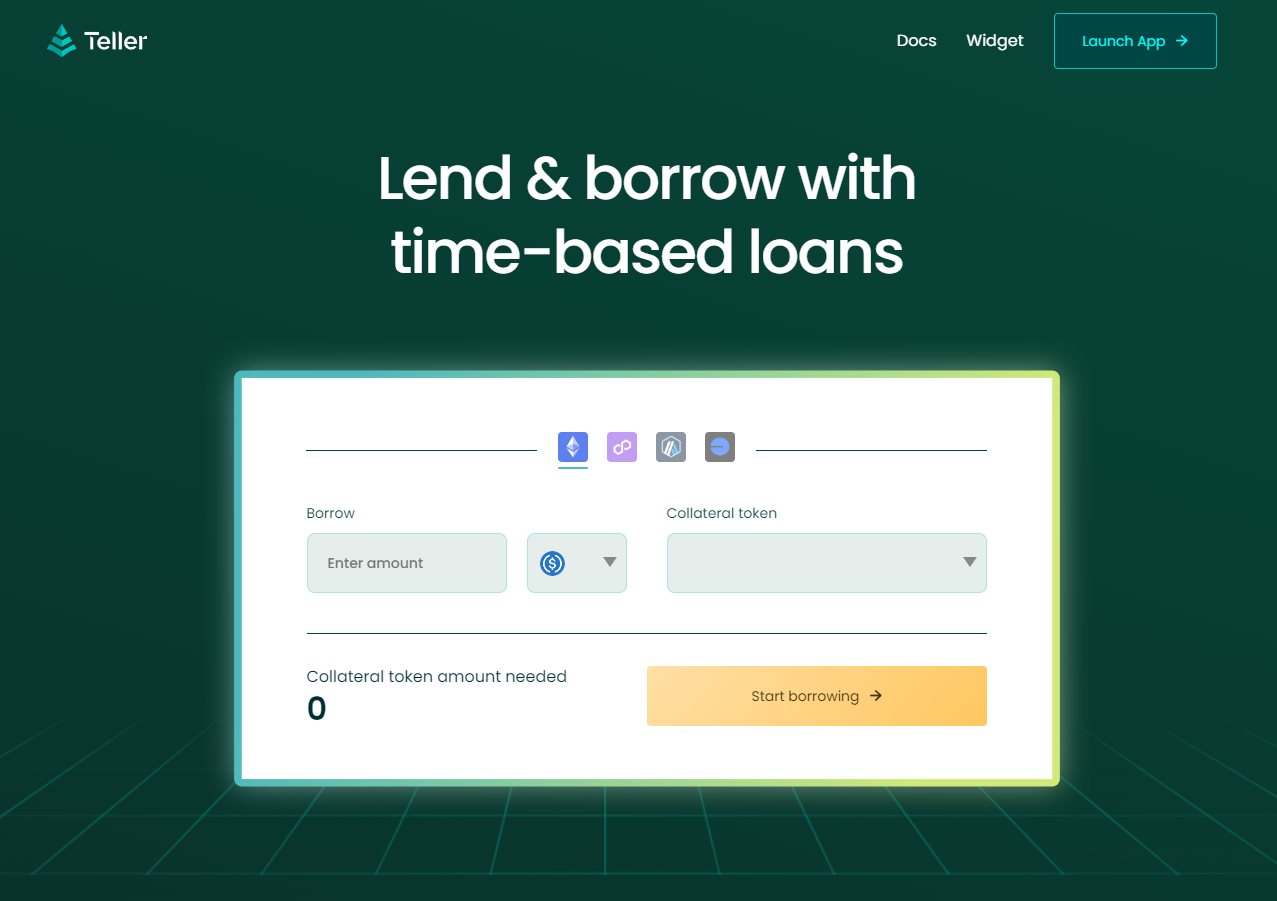 Teller
Docs
Widget
Launch App →
Lend & borrow with
time-based loans
Borrow
Collateral token
Enter amount
Collateral token amount needed
0
Start borrowing →